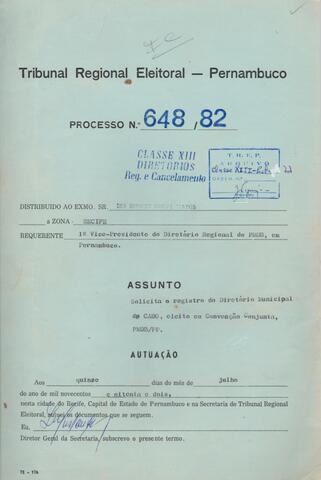 Tribunal Regional Eleitoral — Pernambuco
PROCESSO N.º 648/82
CLASSE XIII
DIRETÓRIOS
Reg. e Cancelamento
T. R. E. P.
ARQUIVO
DISTRIBUIDO AO EXMO. SR.
a ZONA RECIFE
REQUERENTE 1º Vice-Presidente do Diretório Regional do PMDB, em
Pernambuco.
ASSUNTO
Solicita o registro do Diretório Municipal
do CABO, eleito em Convenção Conjunta,
PMDB/PP.
AUTUAÇÃO
Aos quinze dias do mês de julho
do ano de mil novecentos e oitenta e dois,
nesta cidade do Recife, Capital do Estado de Pernambuco e na Secretaria do Tribunal Regional
Eleitoral, autuei os documentos que se seguem.
Eu,
Diretor Geral da Secretaria, subscrevo o presente termo.
TE - 176